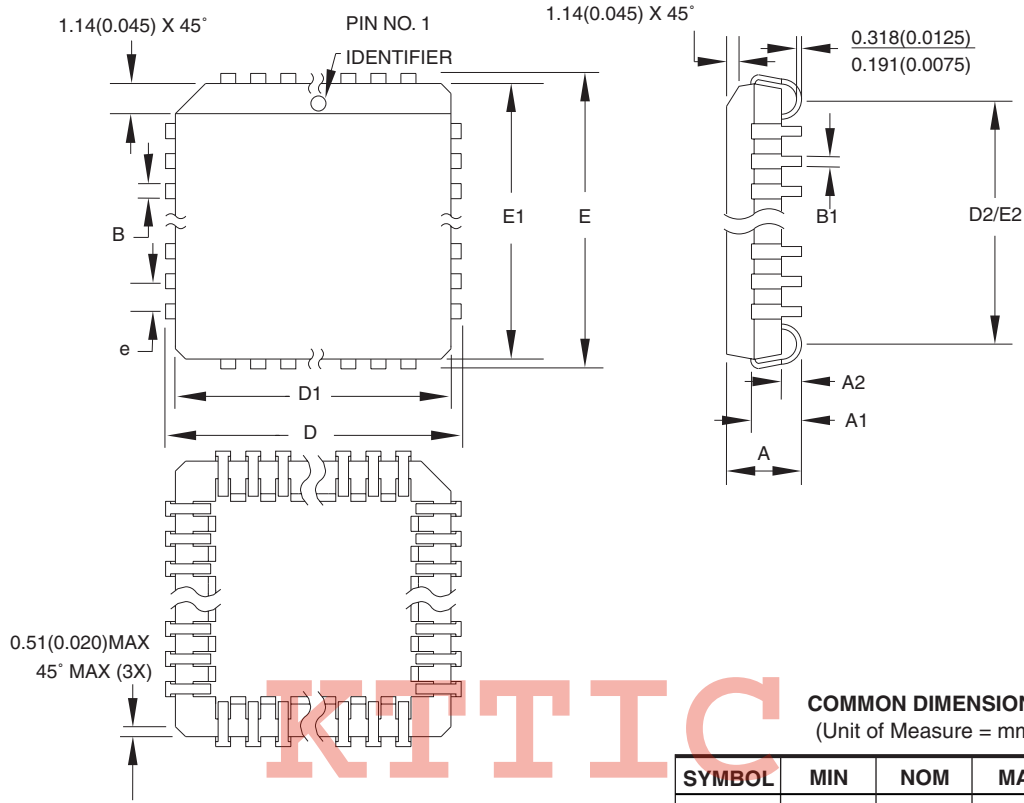 1.14(0.045) X 45˚
PIN NO. 1
IDENTIFIER
1.14(0.045) X 45˚
0.318(0.0125)
0.191(0.0075)
B
e
E1
E
B1
D2/E2
D1
D
A2
A1
A
0.51(0.020)MAX
45˚ MAX (3X)
KTTIC
COMMON DIMENSION
(Unit of Measure = mm
SYMBOL MIN NOM MA